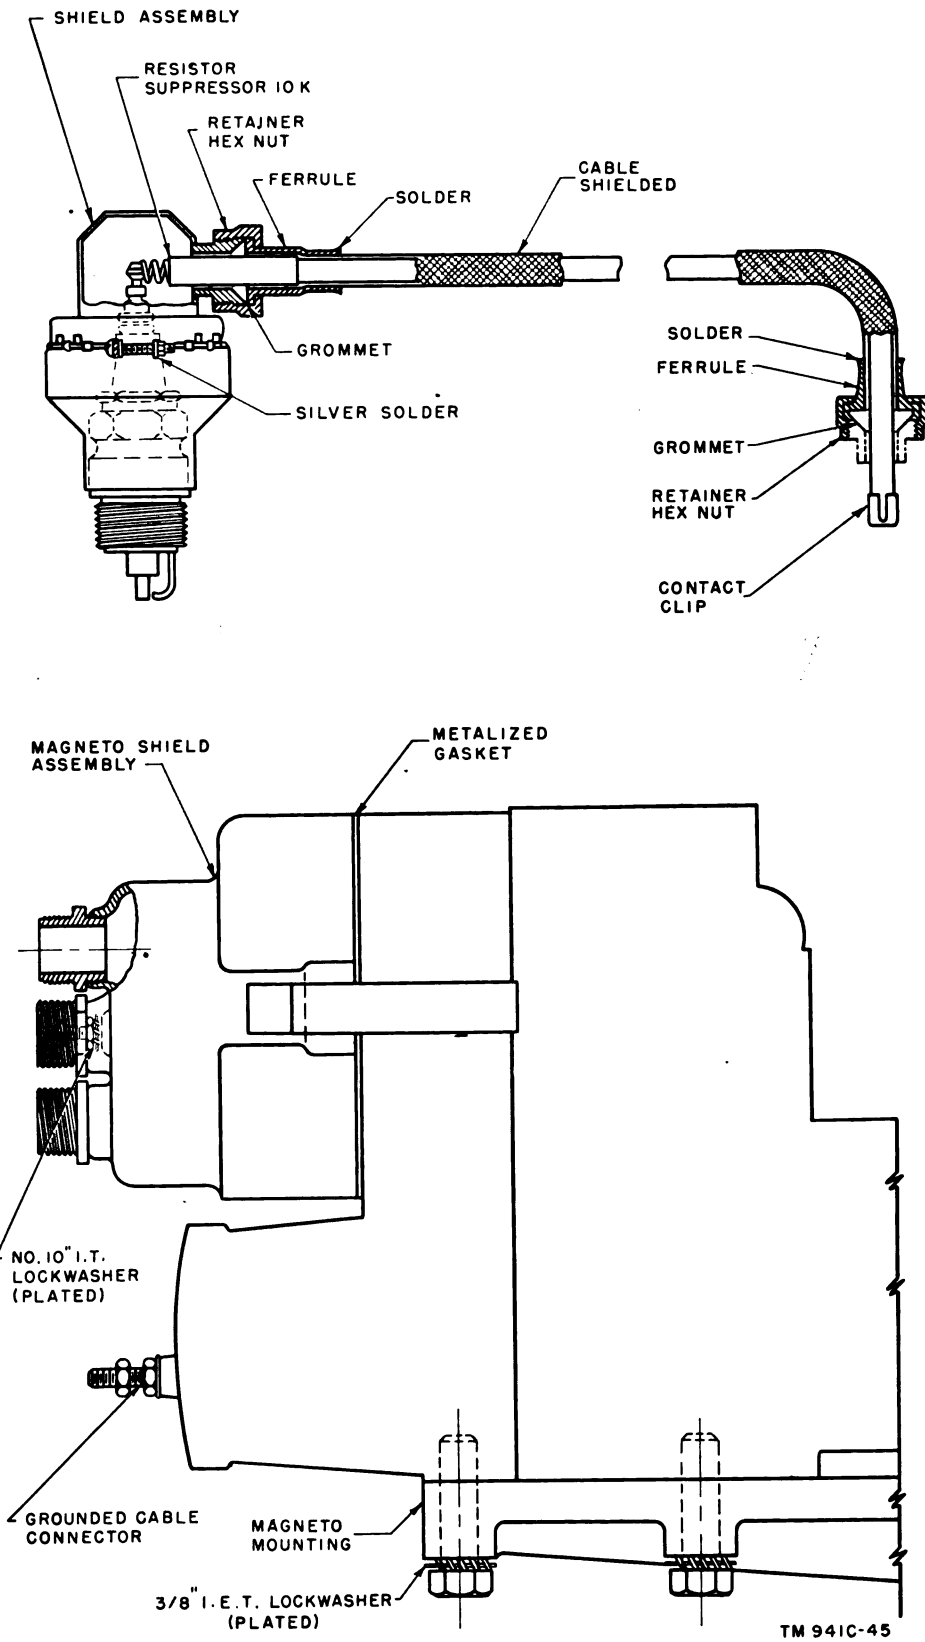 SHIELD ASSEMBLY
RESISTOR
SUPPRESSOR 10 K
RETAINER
HEX NUT
FERRULE
SOLDER
CABLE
SHIELDED
GROMMET
SILVER SOLDER
SOLDER
FERRULE
GROMMET
RETAINER
HEX NUT
CONTACT
CLIP
METALIZED
GASKET
MAGNETO SHIELD
ASSEMBLY
NO. 10" I.T.
LOCKWASHER
(PLATED)
GROUNDED CABLE
CONNECTOR
MAGNETO
MOUNTING
3/8" I.E.T. LOCKWASHER
(PLATED)
TM 941C-45